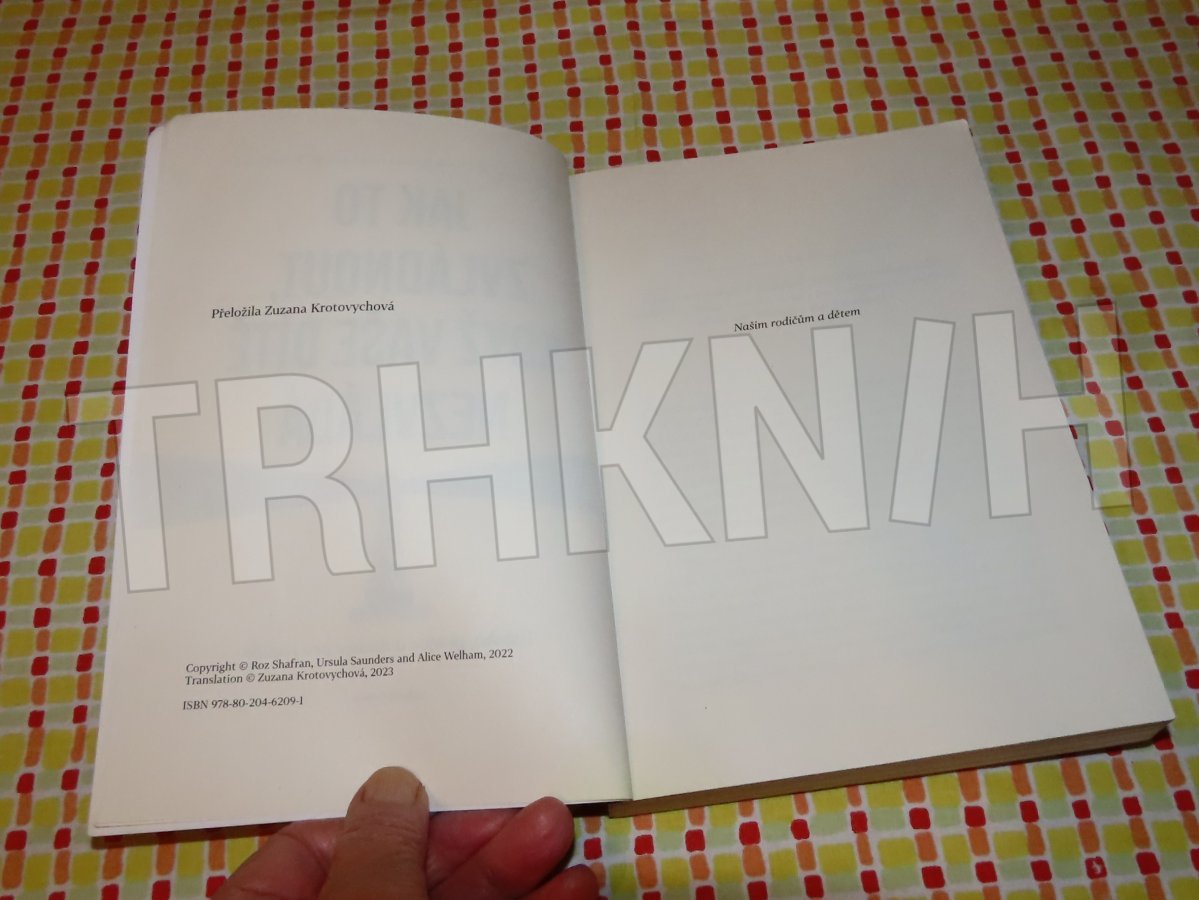 Přeložila Zuzana Krotovychová
Copyright © Roz Shafran, Ursula Saunders and Alice Welham, 2022
Translation © Zuzana Krotovychová, 2023
ISBN 978-80-204-6209-1
Našim rodičům a dětem
TRHKNIH